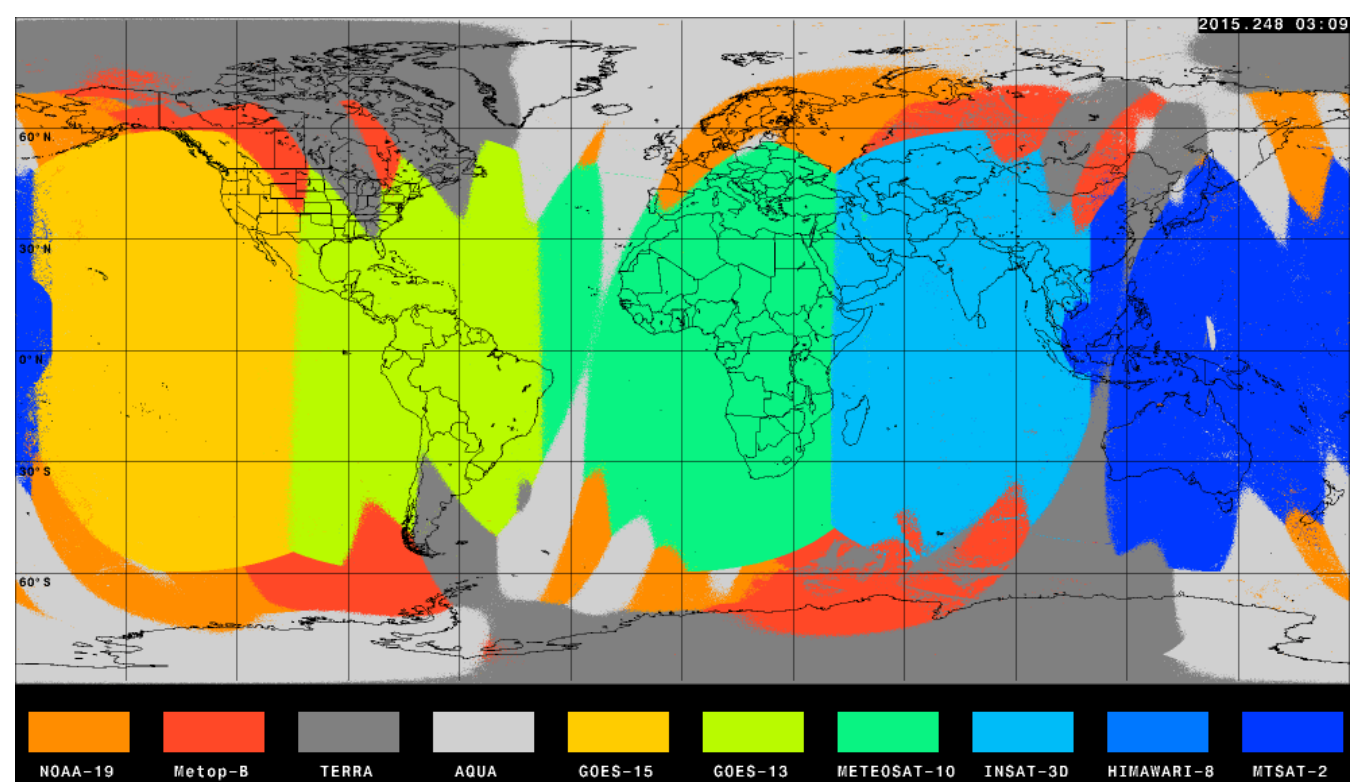 2015.248 03:09
60°N
30°N
0°N
30°S
60°S
NOAA-19 Metop-B TERRA AQUA GOES-15 GOES-13 METEOSAT-10 INSAT-3D HIMAWARI-8 MTSAT-2